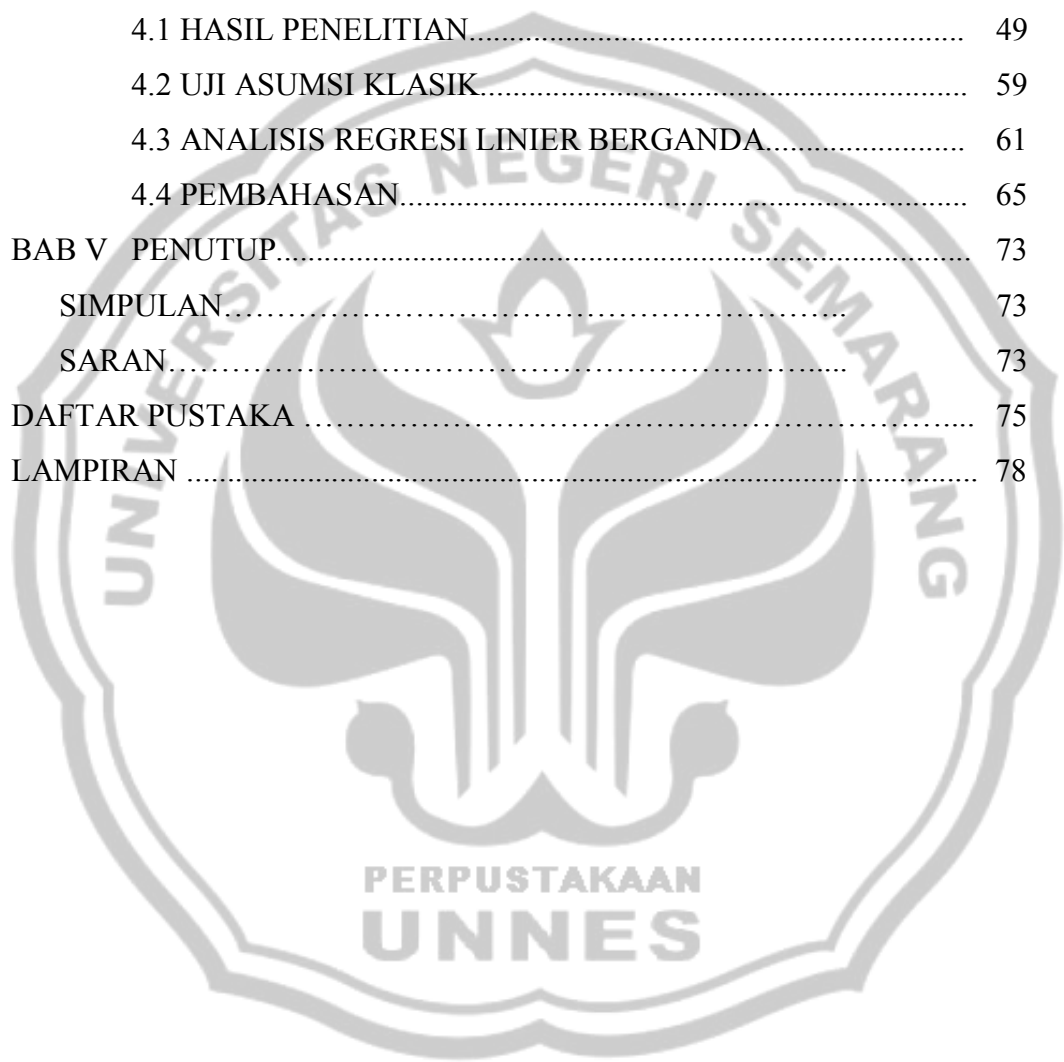 4.1 HASIL PENELITIAN............................................................ 49
4.2 UJI ASUMSI KLASIK........................................................... 59
4.3 ANALISIS REGRESI LINIER BERGANDA........................ 61
4.4 PEMBAHASAN..................................................................... 65
BAB V PENUTUP.................................................................................... 73
SIMPULAN……………………………………………………….. 73
SARAN…………………………………………………………..... 73
DAFTAR PUSTAKA …………………………………………………………... 75
LAMPIRAN ................................................................................................ 78
UNIVERSITAS NEGERI SEMARANG
PERPUSTAKAAN
UNNES